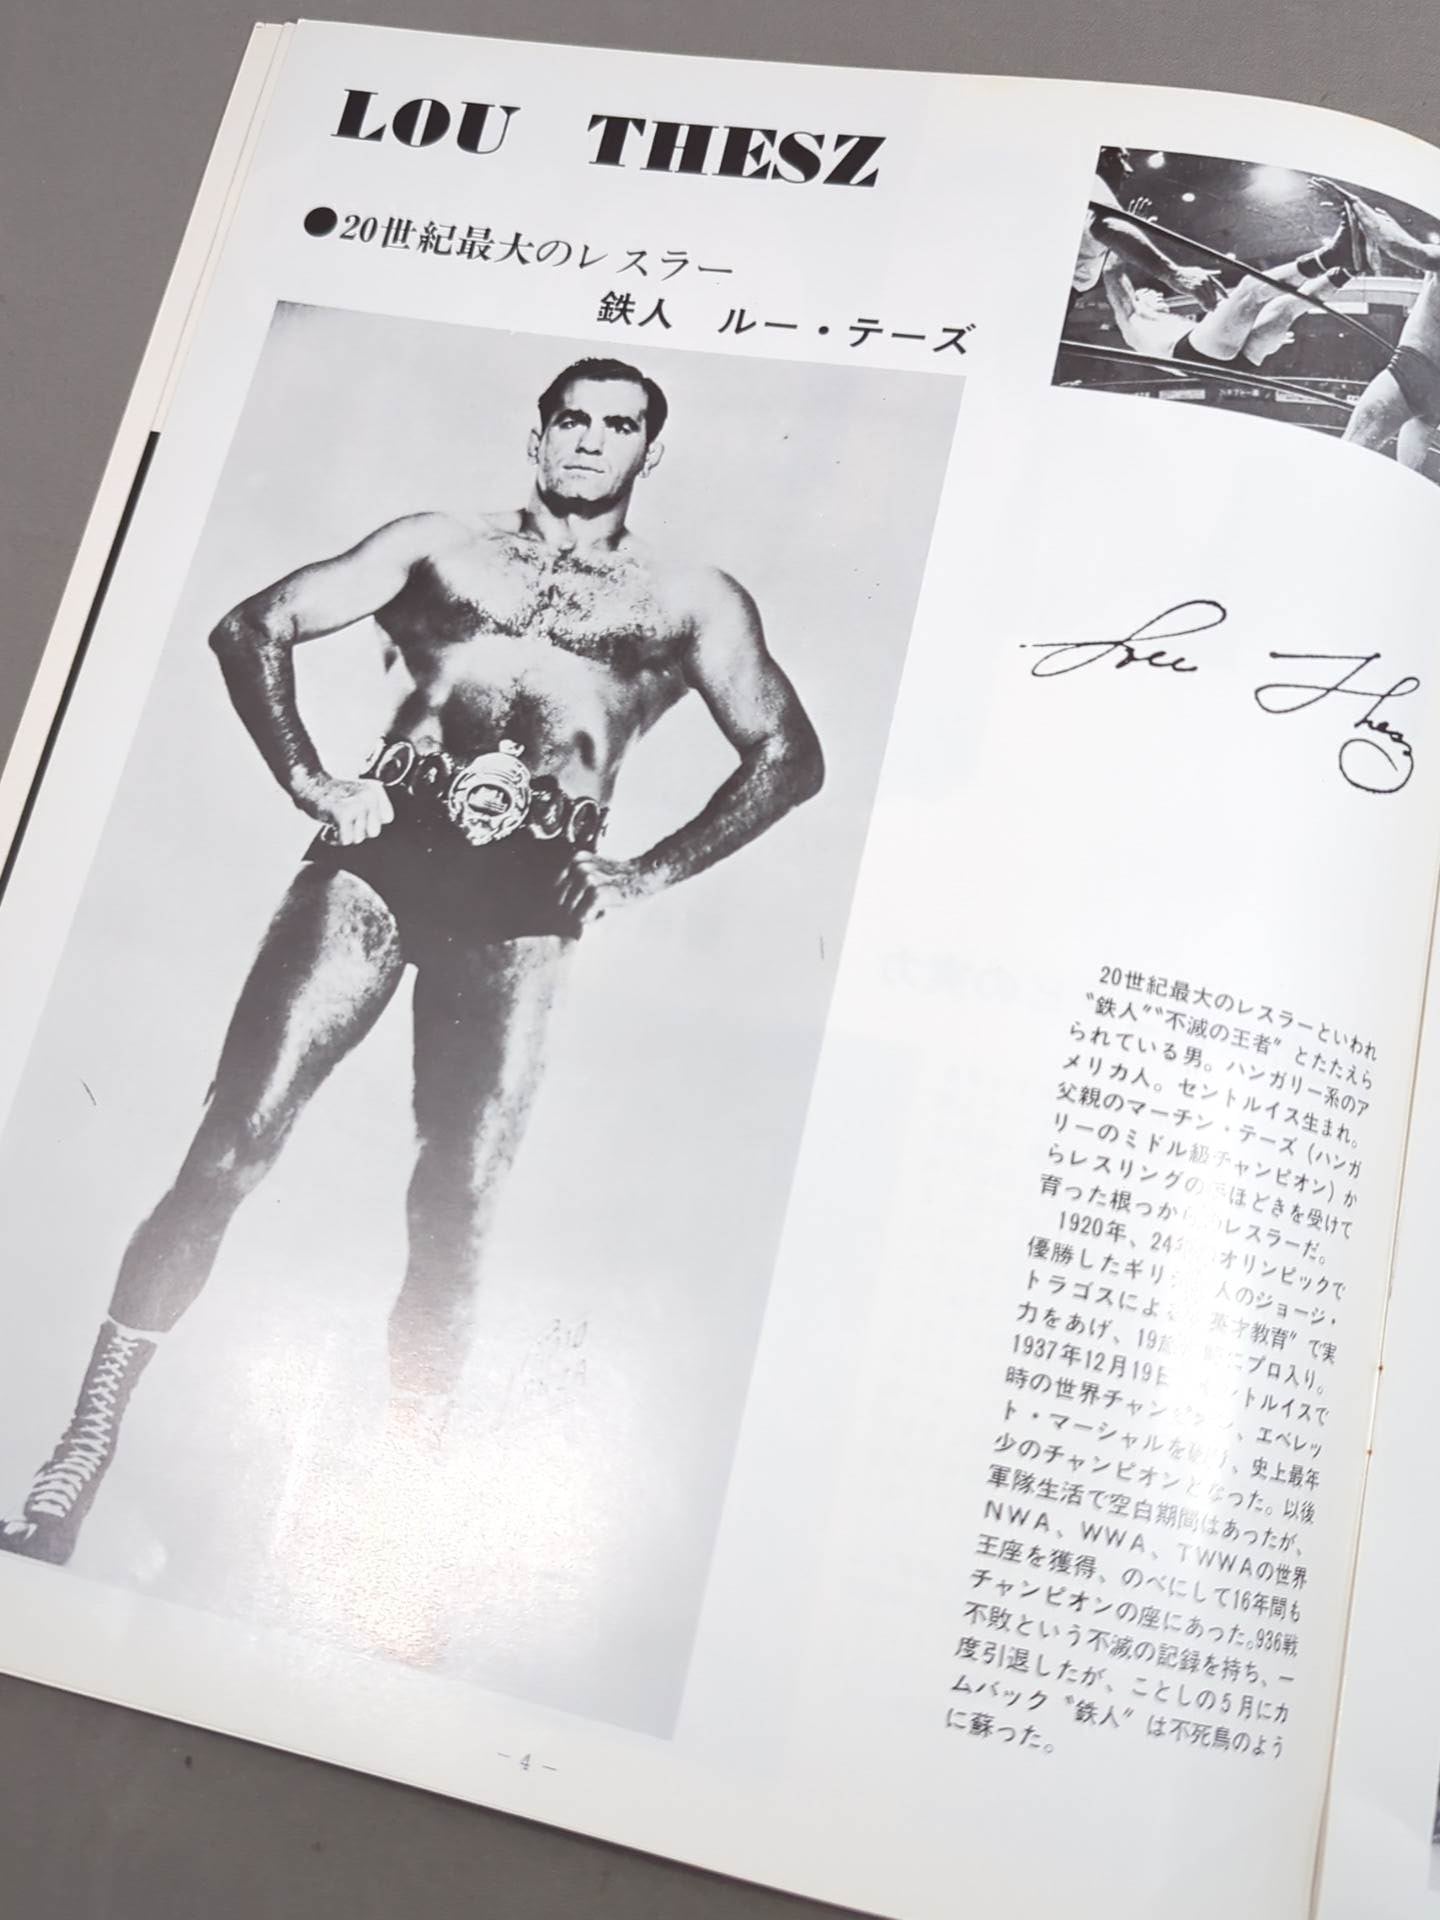 LOU THESZ
●20世紀最大のレスラー
鉄人 ルー・テーズ
Lou Thesz
20世紀最大のレスラーといわれ
〝鉄人〟〝不滅の王者〟とたたえら
られている男。ハンガリー系のア
メリカ人。セントルイス生まれ。
父親のマーチン・テーズ(ハンガ
リーのミドル級チャンピオン)か
らレスリングの ほどきを受けて
育った根っからのレスラーだ。
1920年、24年 オリンピックで
優勝したギリ 人のジョージ・
トラゴスによる〝英才教育〟で実
力をあげ、19歳 にプロ入り。
1937年12月19日 ントルイスで
時の世界チャンピオン、エベレッ
ト・マーシャルを 、史上最年
少のチャンピオンとなった。以後
軍隊生活で空白期間はあったが、
NWA、WWA、TWWAの世界
王座を獲得、のべにして16年間も
チャンピオンの座にあった。936戦
不敗という不滅の記録を持ち、一
度引退したが、ことしの5月にカ
ムバック〝鉄人〟は不死鳥のよう
に蘇った。
－4－